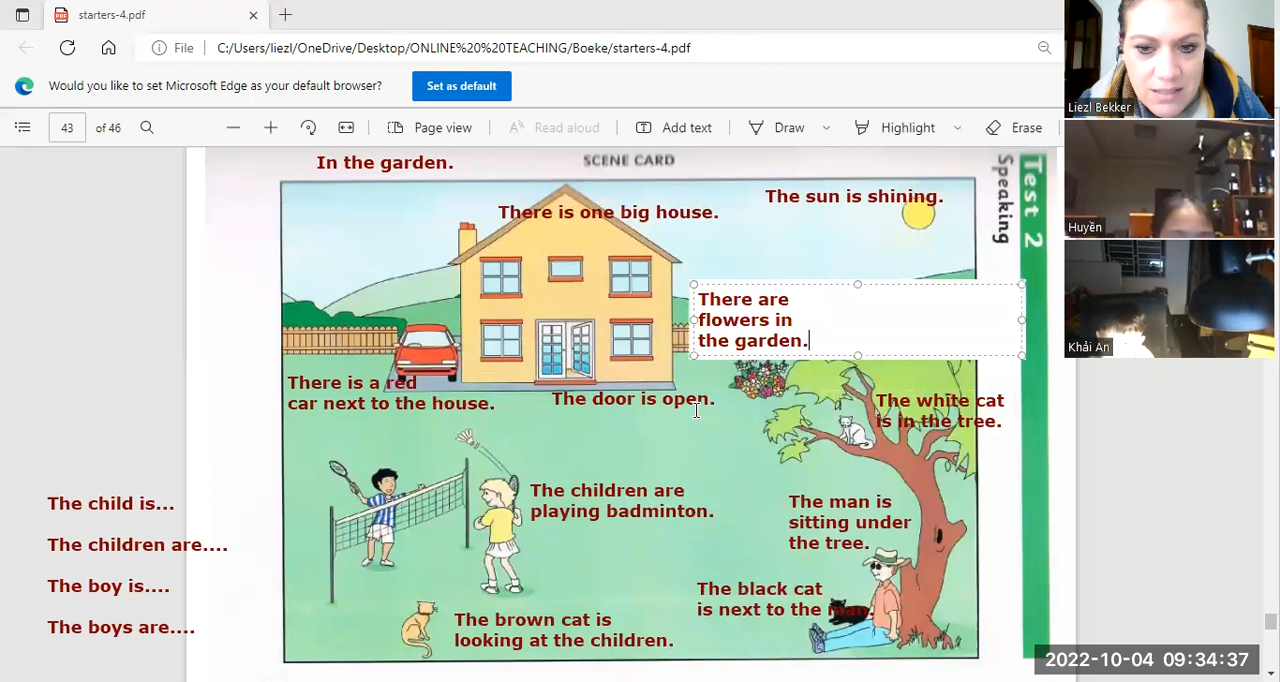 starters-4.pdf
File
C:/Users/liezl/OneDrive/Desktop/ONLINE%20%20TEACHING/Boeke/starters-4.pdf
Would you like to set Microsoft Edge as your default browser?
Set as default
43 of 46
Page view
Read aloud
Add text
Draw
Highlight
Erase
In the garden.
SCENE CARD
Test 2
Speaking
The sun is shining.
There is one big house.
There are
flowers in
the garden.
There is a red
car next to the house.
The door is open.
The white cat
is in the tree.
The children are
playing badminton.
The man is
sitting under
the tree.
The black cat
is next to the man.
The brown cat is
looking at the children.
The child is...
The children are....
The boy is....
The boys are....
Liezl Bekker
Huyền
Khải An
2022-10-04 09:34:37